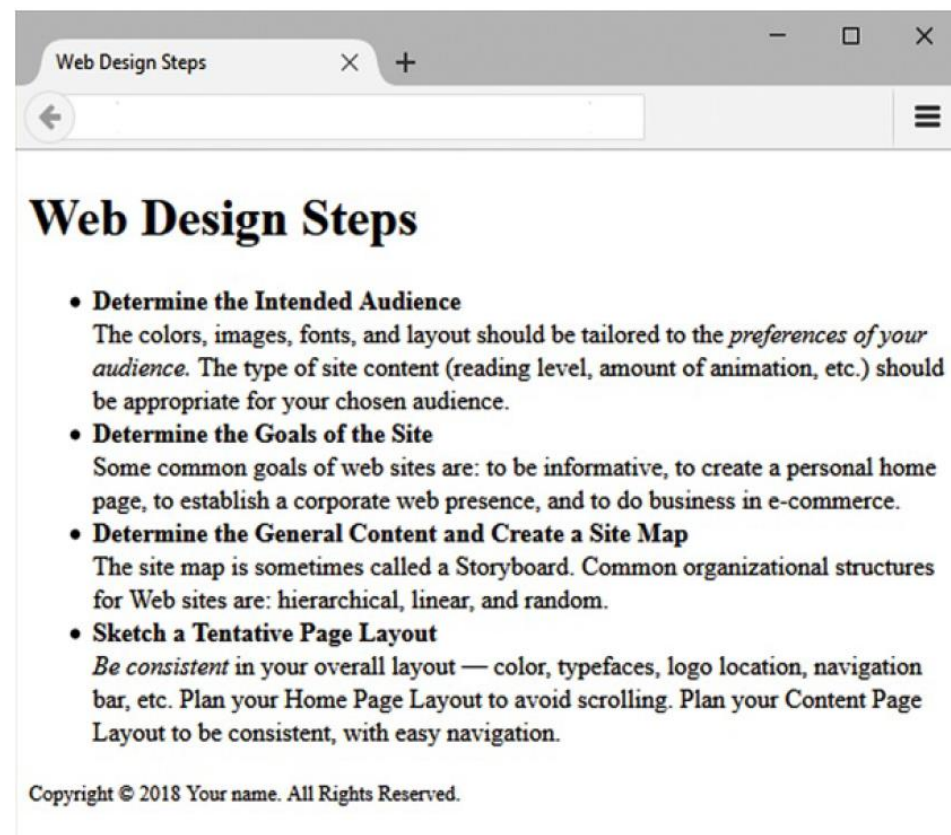 Web Design Steps
Web Design Steps
• Determine the Intended Audience
The colors, images, fonts, and layout should be tailored to the preferences of your
audience. The type of site content (reading level, amount of animation, etc.) should
be appropriate for your chosen audience.
• Determine the Goals of the Site
Some common goals of web sites are: to be informative, to create a personal home
page, to establish a corporate web presence, and to do business in e-commerce.
• Determine the General Content and Create a Site Map
The site map is sometimes called a Storyboard. Common organizational structures
for Web sites are: hierarchical, linear, and random.
• Sketch a Tentative Page Layout
Be consistent in your overall layout — color, typefaces, logo location, navigation
bar, etc. Plan your Home Page Layout to avoid scrolling. Plan your Content Page
Layout to be consistent, with easy navigation.
Copyright © 2018 Your name. All Rights Reserved.